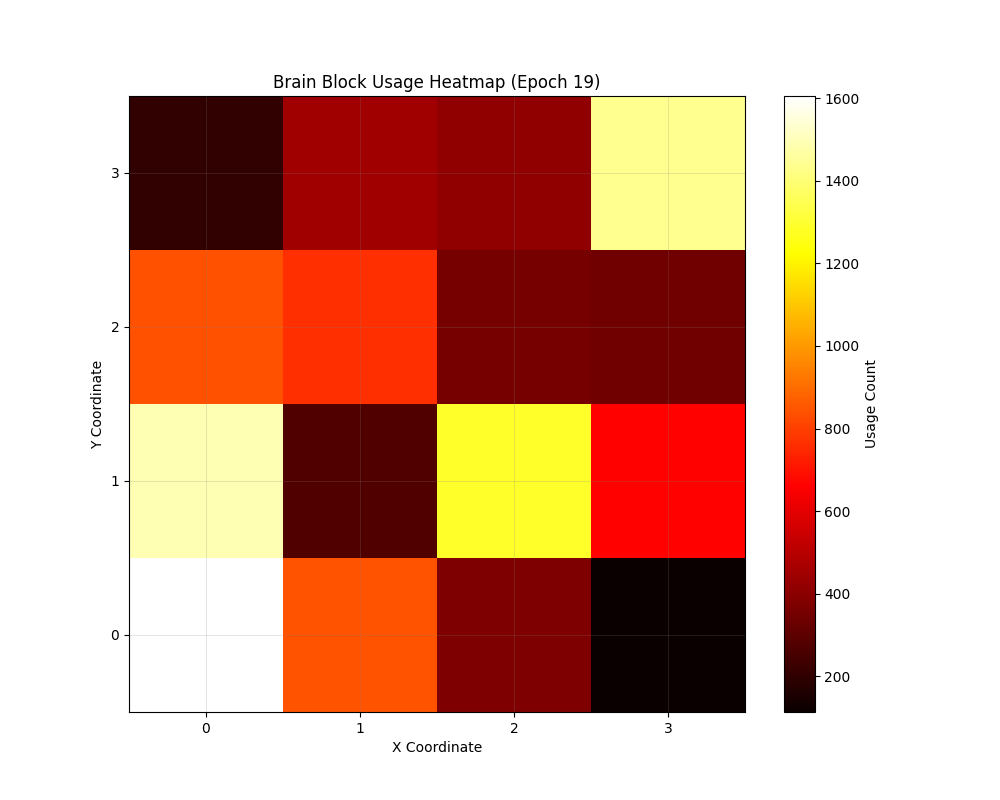 Brain Block Usage Heatmap (Epoch 19)
3
2
1
0
Y Coordinate
0 1 2 3
X Coordinate
1600
1400
1200
1000
800
600
400
200
Usage Count